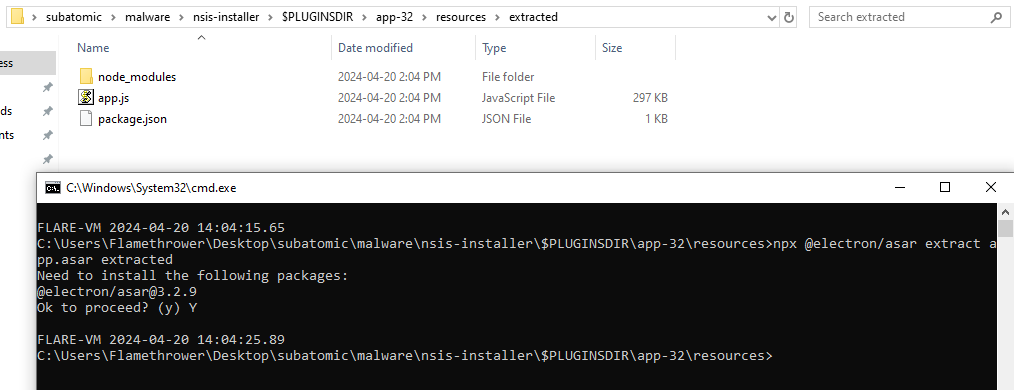 subatomic > malware > nsis-installer > $PLUGINSDIR > app-32 > resources > extracted
Search extracted
Name Date modified Type Size
ess
node_modules 2024-04-20 2:04 PM File folder
ds
app.js 2024-04-20 2:04 PM JavaScript File 297 KB
package.json 2024-04-20 2:04 PM JSON File 1 KB
nts
C:\Windows\System32\cmd.exe
FLARE-VM 2024-04-20 14:04:15.65
C:\Users\Flamethrower\Desktop\subatomic\malware\nsis-installer\$PLUGINSDIR\app-32\resources>npx @electron/asar extract a
pp.asar extracted
Need to install the following packages:
@electron/asar@3.2.9
Ok to proceed? (y) Y
FLARE-VM 2024-04-20 14:04:25.89
C:\Users\Flamethrower\Desktop\subatomic\malware\nsis-installer\$PLUGINSDIR\app-32\resources>